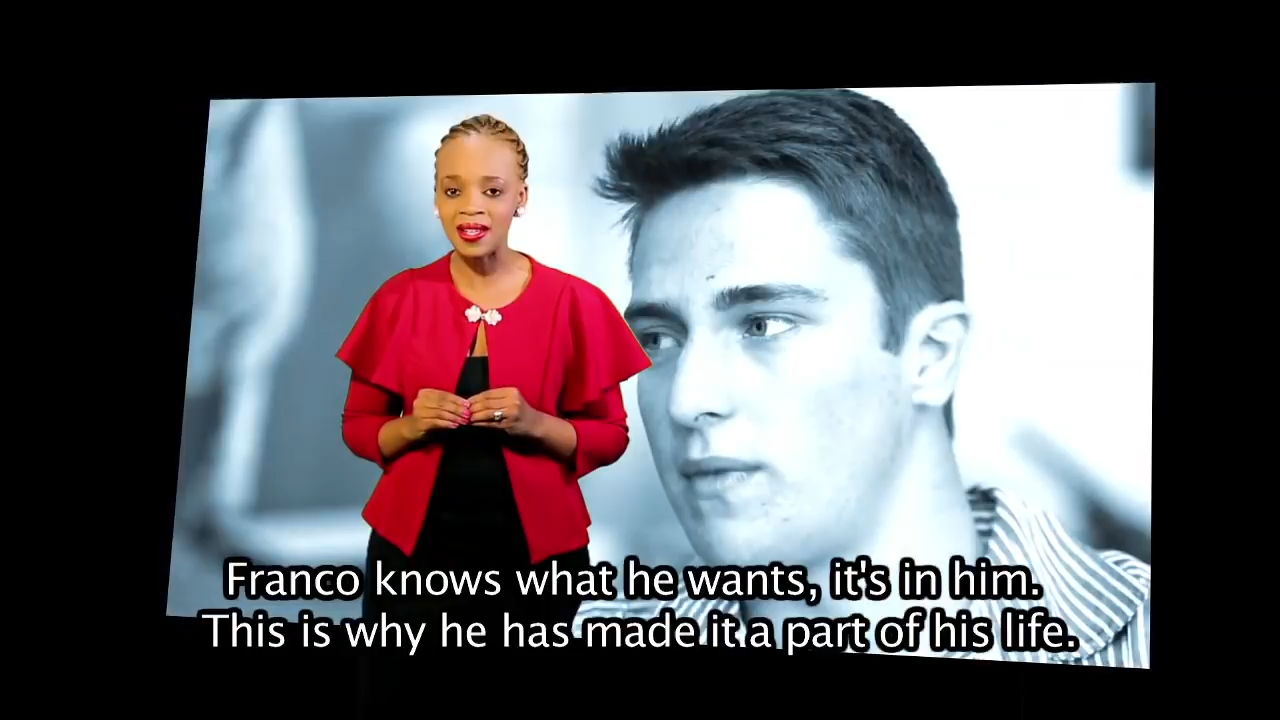 Franco knows what he wants, it's in him.
This is why he has made it a part of his life.